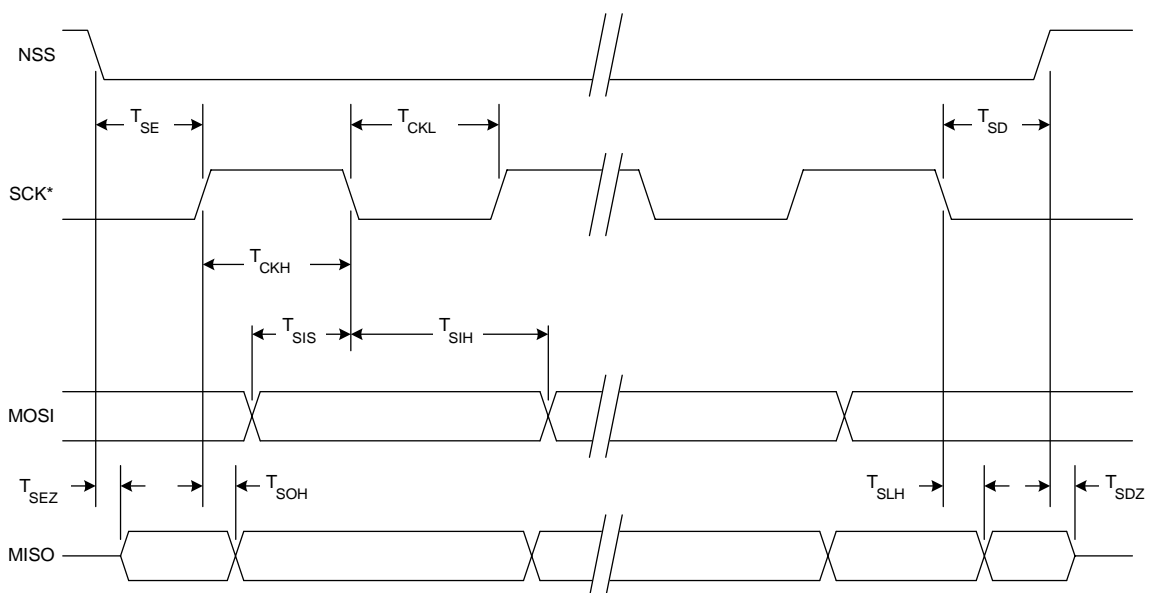 NSS
T SE
T CKL
T SD
SCK*
T CKH
T SIS
T SIH
MOSI
T SEZ
T SOH
T SLH
T SDZ
MISO